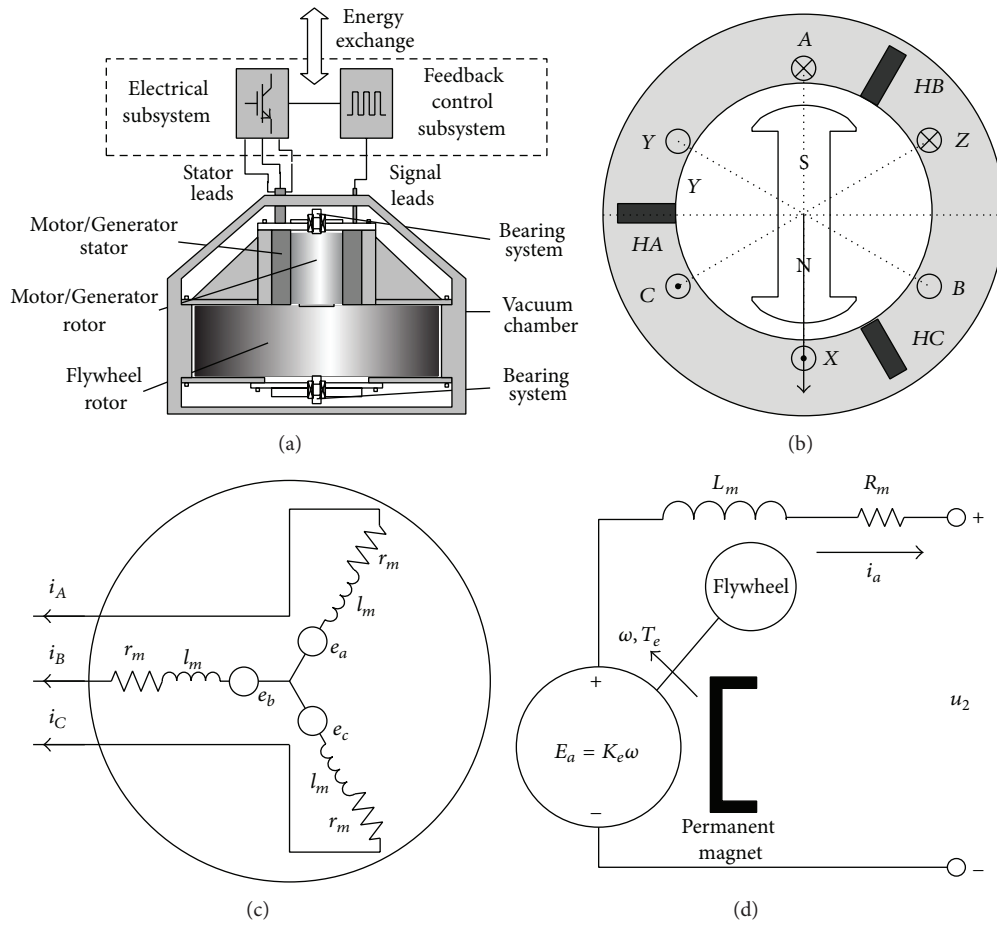 Energy
exchange
Electrical
subsystem
Feedback
control
subsystem
Stator
leads
Signal
leads
Motor/Generator
stator
Bearing
system
Motor/Generator
rotor
Vacuum
chamber
Flywheel
rotor
Bearing
system
(a)
A
HB
Y
Z
S
Y
HA
N
C
B
HC
X
(b)
i_A
r_m
l_m
e_a
i_B
r_m
l_m
e_b
i_C
e_c
l_m
r_m
(c)
L_m
R_m
+
i_a
Flywheel
ω, T_e
+
u_2
E_a = K_eω
−
Permanent
magnet
−
(d)